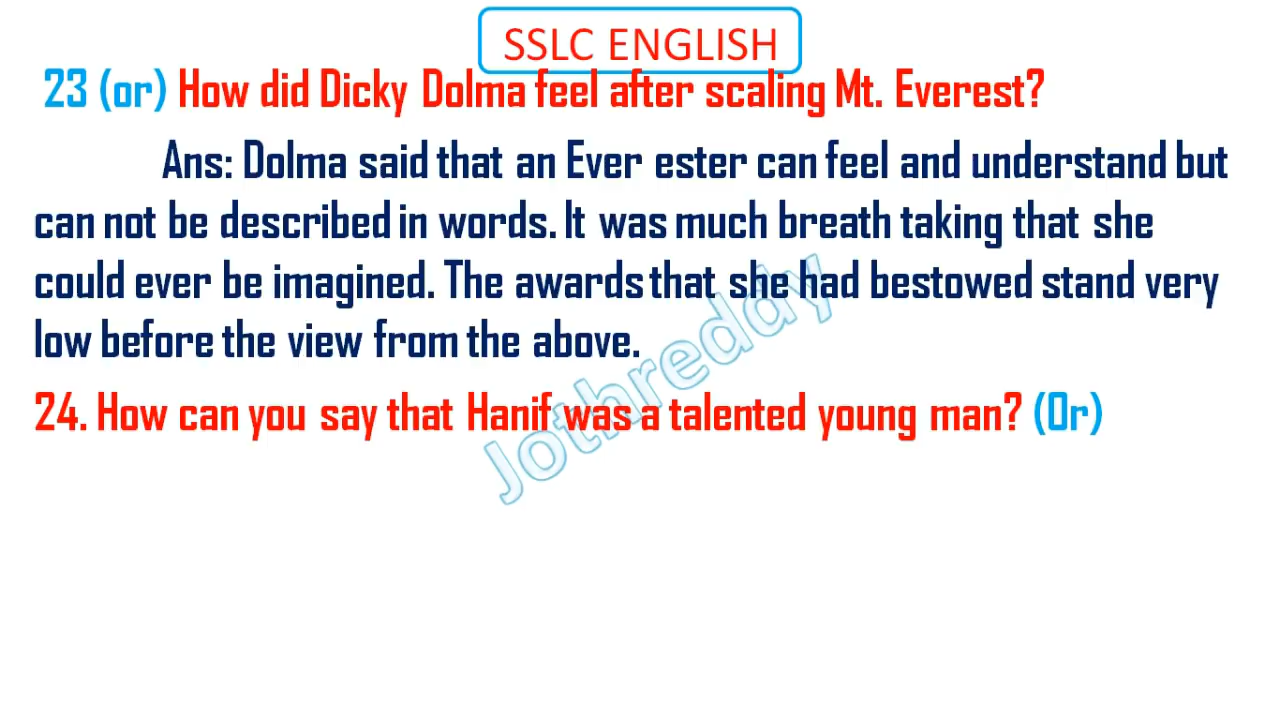 SSLC ENGLISH
23 (or) How did Dicky Dolma feel after scaling Mt. Everest?
Ans: Dolma said that an Ever ester can feel and understand but
can not be described in words. It was much breath taking that she
could ever be imagined. The awards that she had bestowed stand very
low before the view from the above.
24. How can you say that Hanif was a talented young man? (Or)
Jothreddy